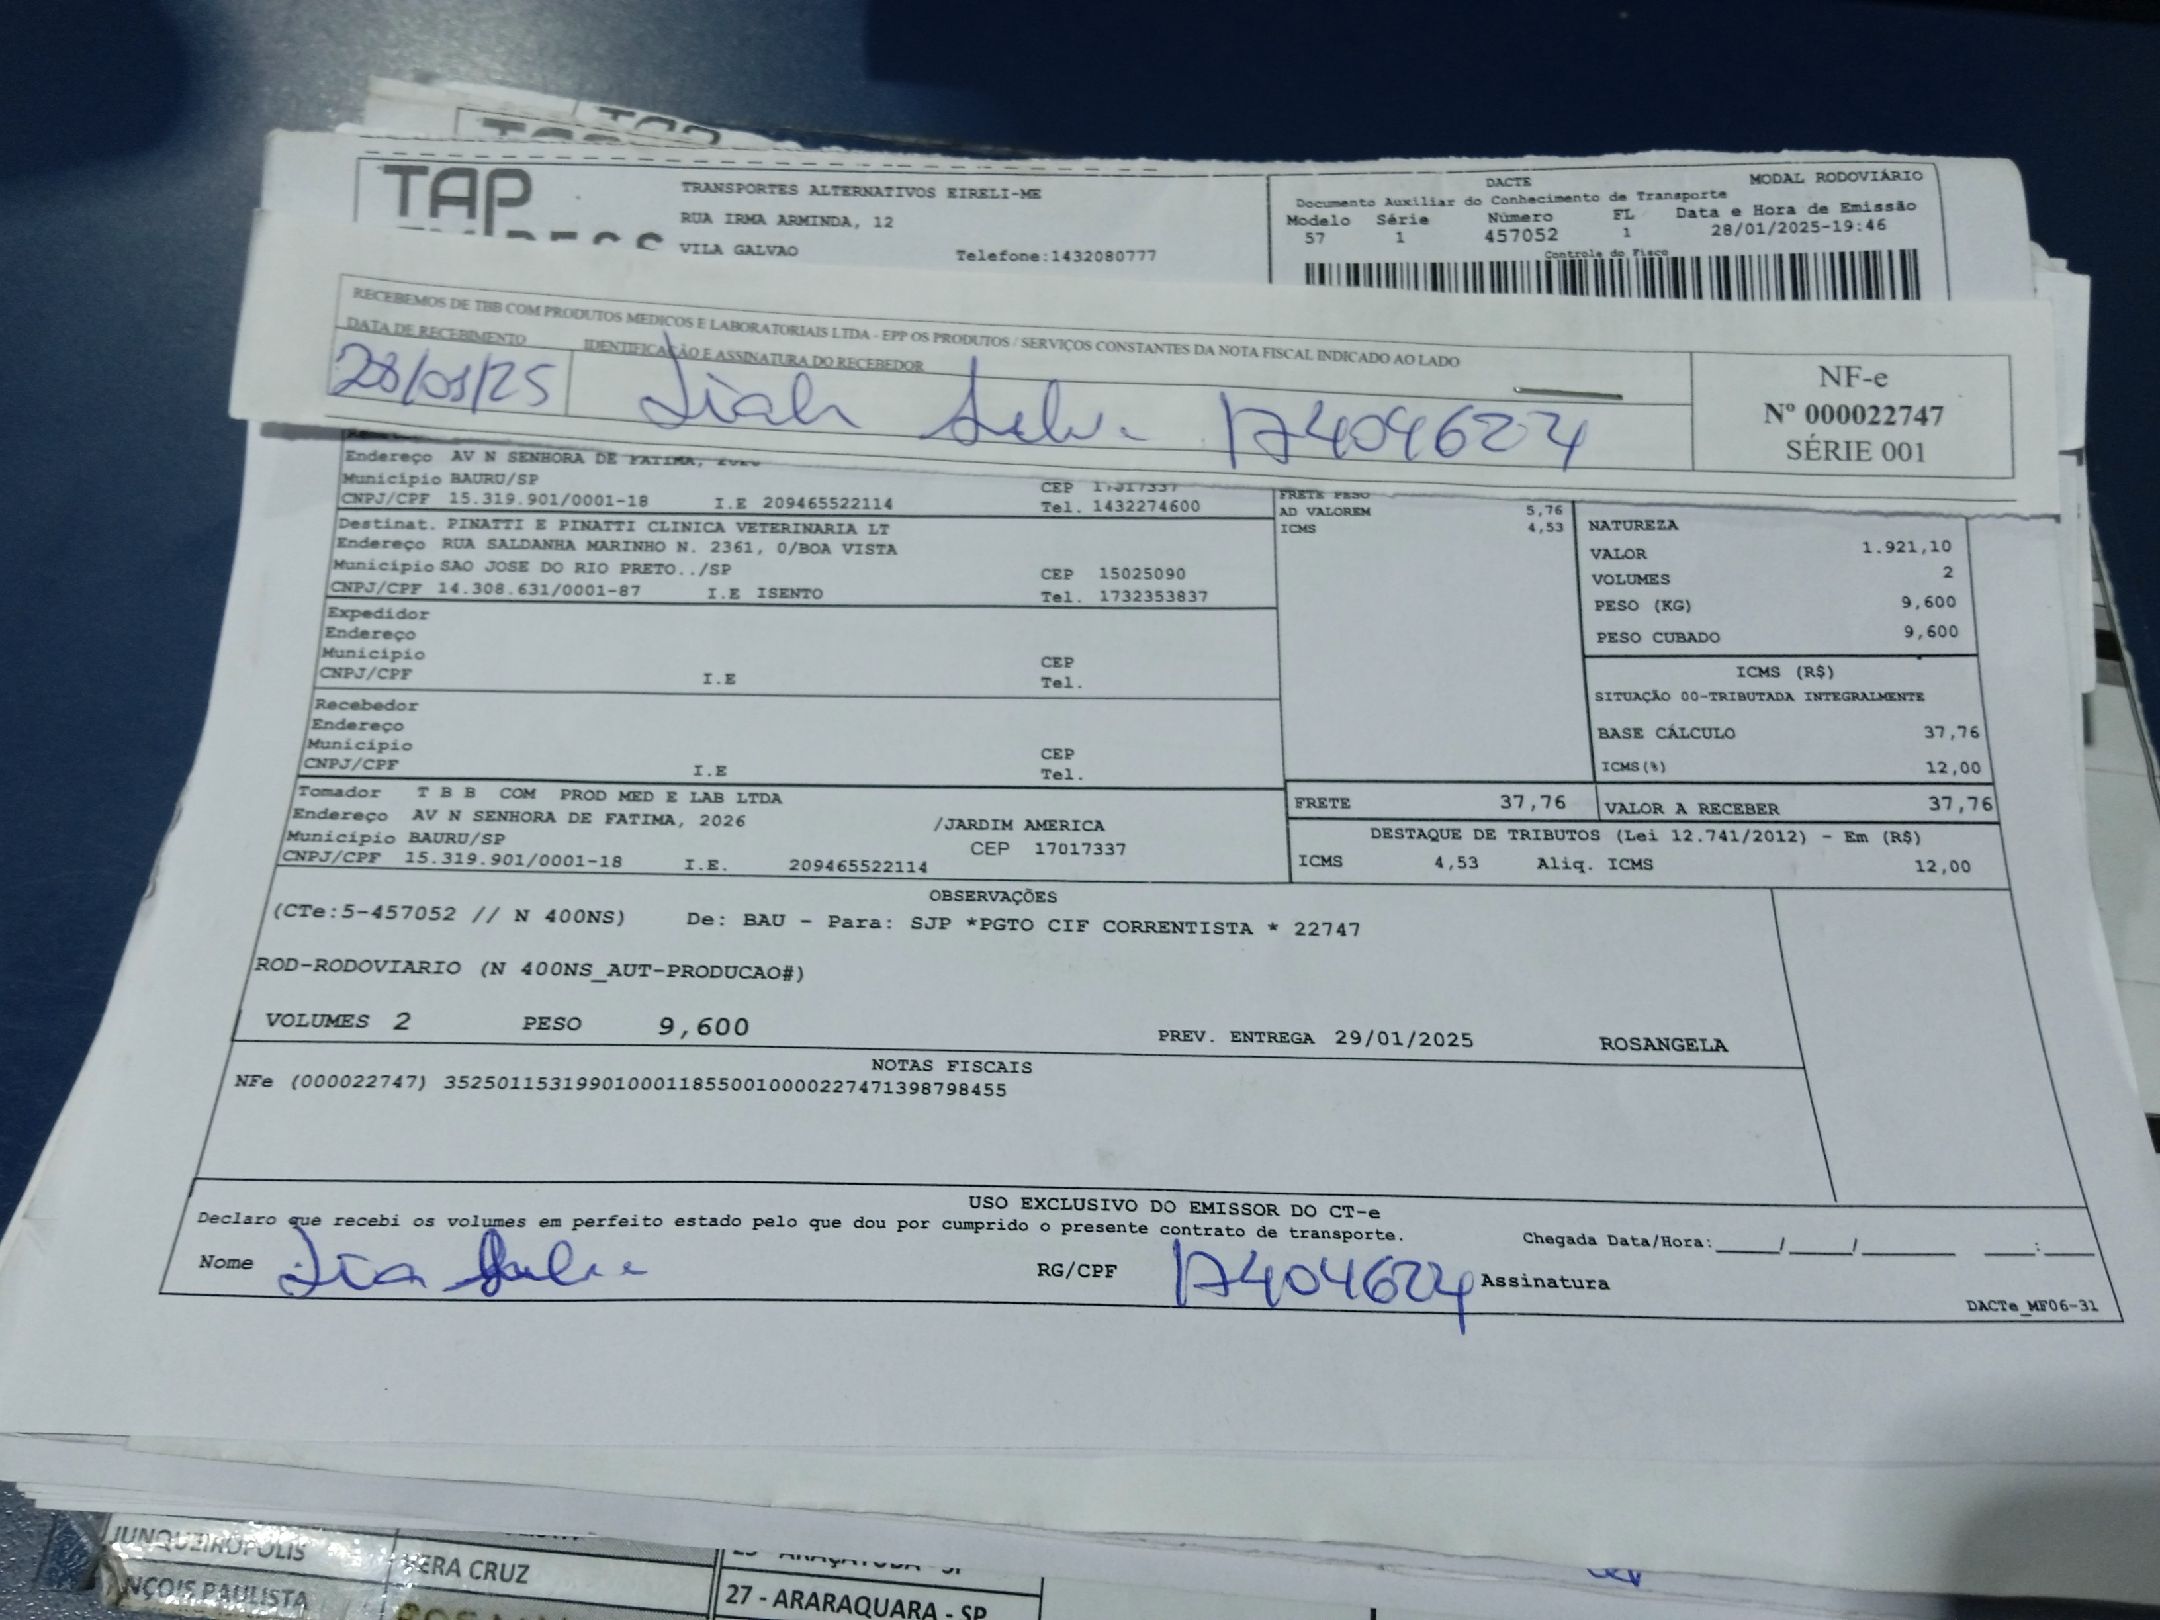 TAP
TRANSPORTES ALTERNATIVOS EIRELI-ME
RUA IRMA ARMINDA, 12
VILA GALVAO Telefone:1432080777
DACTE MODAL RODOVIÁRIO
Documento Auxiliar do Conhecimento de Transporte
Modelo Série Número FL Data e Hora de Emissão
57 1 457052 1 28/01/2025-19:46
Controle do Fisco
RECEBEMOS DE TBB COM PRODUTOS MEDICOS E LABORATORIAIS LTDA - EPP OS PRODUTOS / SERVIÇOS CONSTANTES DA NOTA FISCAL INDICADO AO LADO
DATA DE RECEBIMENTO IDENTIFICAÇÃO E ASSINATURA DO RECEBEDOR
Silva
NF-e
Nº 000022747
SÉRIE 001
Endereço AV N SENHORA DE FATIMA, 2026
Município BAURU/SP CEP
CNPJ/CPF 15.319.901/0001-18 I.E 209465522114 Tel. 1432274600
Destinat. PINATTI E PINATTI CLINICA VETERINARIA LT
Endereço RUA SALDANHA MARINHO N. 2361, 0/BOA VISTA
Município SAO JOSE DO RIO PRETO../SP CEP 15025090
CNPJ/CPF 14.308.631/0001-87 I.E ISENTO Tel. 1732353837
Expedidor
Endereço
Município CEP
CNPJ/CPF I.E Tel.
Recebedor
Endereço
Município CEP
CNPJ/CPF I.E Tel.
Tomador T B B COM PROD MED E LAB LTDA
Endereço AV N SENHORA DE FATIMA, 2026 /JARDIM AMERICA
Município BAURU/SP CEP 17017337
CNPJ/CPF 15.319.901/0001-18 I.E. 209465522114
FRETE PESO
AD VALOREM 5,76
ICMS 4,53
NATUREZA
VALOR 1.921,10
VOLUMES 2
PESO (KG) 9,600
PESO CUBADO 9,600
ICMS (R$)
SITUAÇÃO 00-TRIBUTADA INTEGRALMENTE
BASE CÁLCULO 37,76
ICMS(%) 12,00
FRETE 37,76 VALOR A RECEBER 37,76
DESTAQUE DE TRIBUTOS (Lei 12.741/2012) - Em (R$)
ICMS 4,53 Aliq. ICMS 12,00
OBSERVAÇÕES
(CTe:5-457052 // N 400NS) De: BAU - Para: SJP *PGTO CIF CORRENTISTA * 22747
ROD-RODOVIARIO (N 400NS_AUT-PRODUCAO#)
VOLUMES 2 PESO 9,600 PREV. ENTREGA 29/01/2025 ROSANGELA
NOTAS FISCAIS
NFe (000022747) 35250115319901000118550010000227471398798455
USO EXCLUSIVO DO EMISSOR DO CT-e
Declaro que recebi os volumes em perfeito estado pelo que dou por cumprido o presente contrato de transporte.
Chegada Data/Hora:____/____/______ ___:___
Nome RG/CPF Assinatura
DACTe_MF06-31
JUNQUEIRÓPOLIS
VERA CRUZ
27 - ARARAQUARA - SP